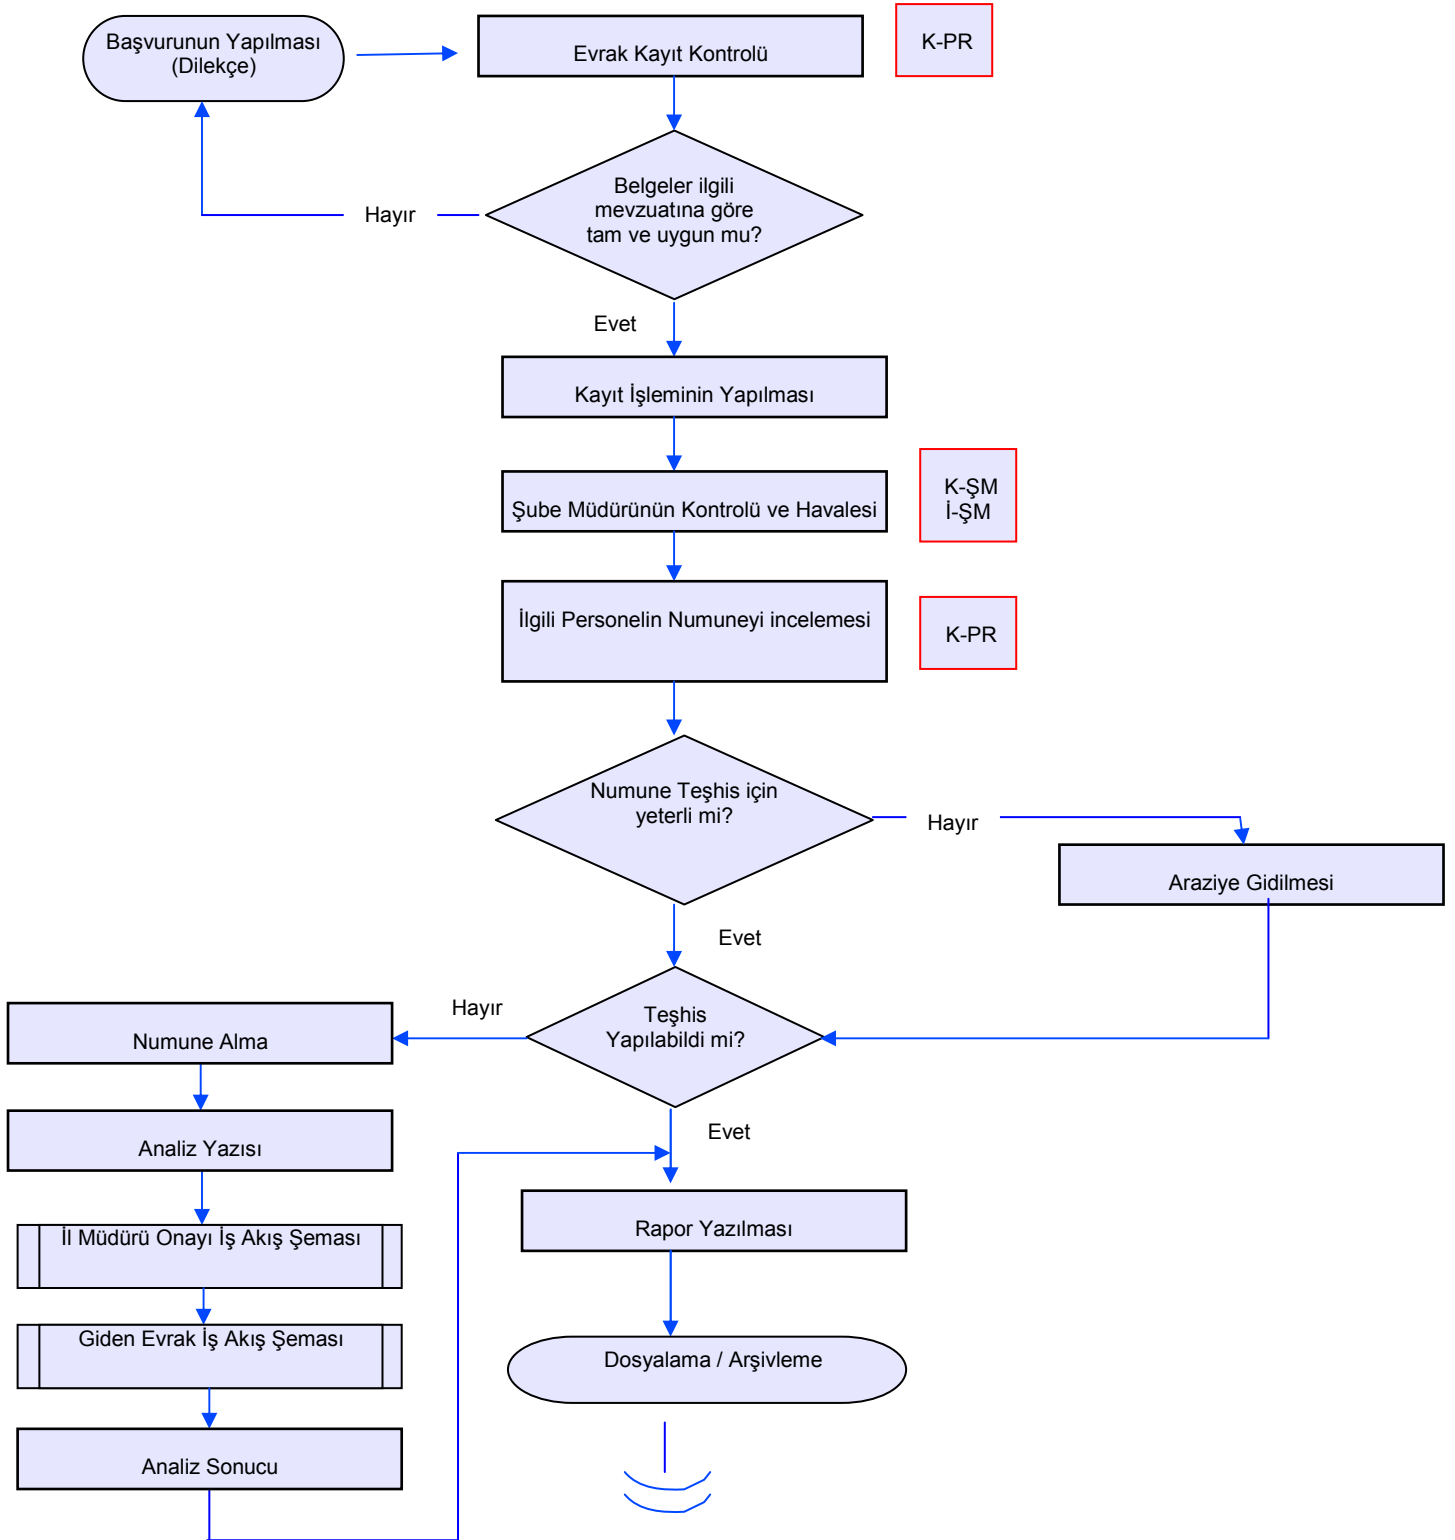 Başvurunun Yapılması
(Dilekçe)
Evrak Kayıt Kontrolü
K-PR
Belgeler ilgili
mevzuatına göre
tam ve uygun mu?
Hayır
Evet
Kayıt İşleminin Yapılması
Şube Müdürünün Kontrolü ve Havalesi
K-ŞM
İ-ŞM
İlgili Personelin Numuneyi incelemesi
K-PR
Numune Teşhis için
yeterli mi?
Hayır
Araziye Gidilmesi
Evet
Teşhis
Yapılabildi mi?
Hayır
Numune Alma
Evet
Analiz Yazısı
İl Müdürü Onayı İş Akış Şeması
Rapor Yazılması
Giden Evrak İş Akış Şeması
Dosyalama / Arşivleme
Analiz Sonucu